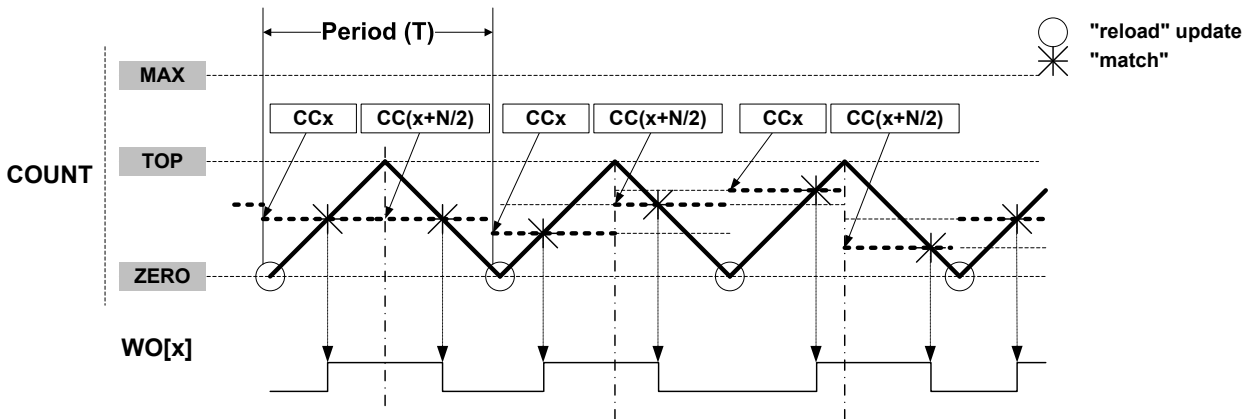 Period (T)
"reload" update
"match"
MAX
CCx
CC(x+N/2)
CCx
CC(x+N/2)
CCx
CC(x+N/2)
TOP
COUNT
ZERO
WO[x]